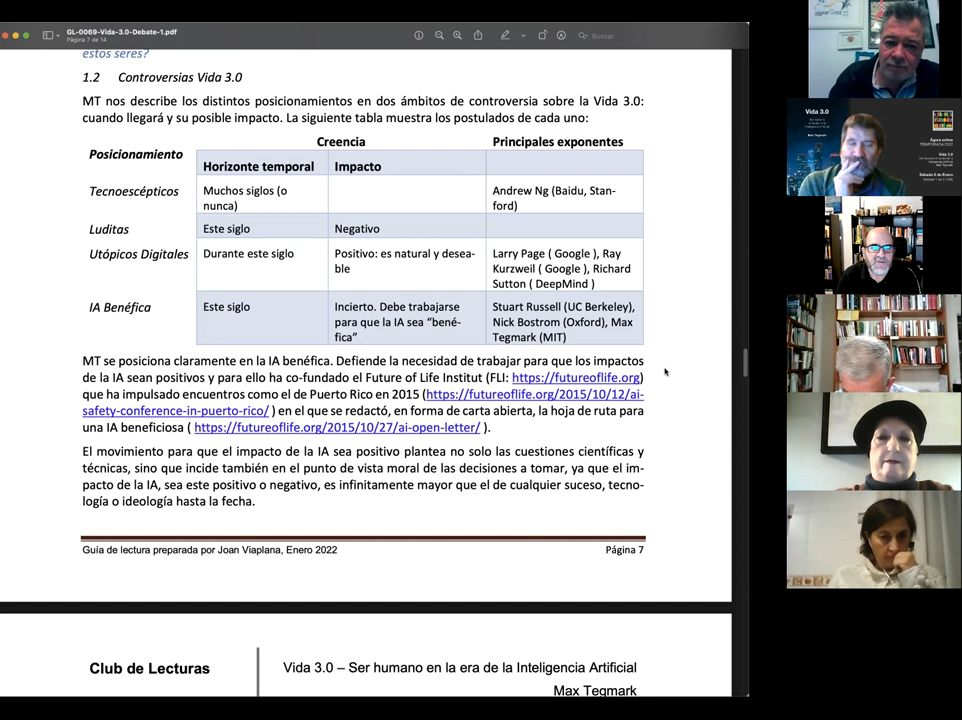 GL-0069-Vida-3.0-Debate-1.pdf
Página 7 de 14
Buscar
estos seres?
1.2 Controversias Vida 3.0
MT nos describe los distintos posicionamientos en dos ámbitos de controversia sobre la Vida 3.0:
cuando llegará y su posible impacto. La siguiente tabla muestra los postulados de cada uno:
Creencia Principales exponentes
Posicionamiento
Horizonte temporal Impacto
Tecnoescépticos Muchos siglos (o Andrew Ng (Baidu, Stan-
nunca) ford)
Luditas Este siglo Negativo
Utópicos Digitales Durante este siglo Positivo: es natural y desea- Larry Page ( Google ), Ray
ble Kurzweil ( Google ), Richard
Sutton ( DeepMind )
IA Benéfica Este siglo Incierto. Debe trabajarse Stuart Russell (UC Berkeley),
para que la IA sea “bené- Nick Bostrom (Oxford), Max
fica” Tegmark (MIT)
MT se posiciona claramente en la IA benéfica. Defiende la necesidad de trabajar para que los impactos
de la IA sean positivos y para ello ha co-fundado el Future of Life Institut (FLI: https://futureoflife.org)
que ha impulsado encuentros como el de Puerto Rico en 2015 (https://futureoflife.org/2015/10/12/ai-
safety-conference-in-puerto-rico/ ) en el que se redactó, en forma de carta abierta, la hoja de ruta para
una IA beneficiosa ( https://futureoflife.org/2015/10/27/ai-open-letter/ ).
El movimiento para que el impacto de la IA sea positivo plantea no solo las cuestiones científicas y
técnicas, sino que incide también en el punto de vista moral de las decisiones a tomar, ya que el im-
pacto de la IA, sea este positivo o negativo, es infinitamente mayor que el de cualquier suceso, tecno-
logía o ideología hasta la fecha.
Guía de lectura preparada por Joan Viaplana, Enero 2022 Página 7
Club de Lecturas Vida 3.0 – Ser humano en la era de la Inteligencia Artificial
Max Tegmark
Vida 3.0
Max Tegmark
Ágora online
TEMPORADA 2022
Vida 3.0